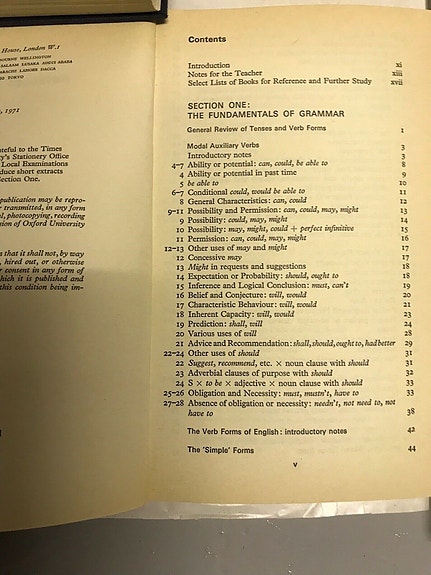 House, London W.1
BOURNE WELLINGTON
SALAAM LUSAKA ADDIS ABABA
KARACHI LAHORE DACCA
TOKYO
1971
grateful to the Times
's Stationery Office
Local Examinations
produce short extracts
Section One.
publication may be repro-
transmitted, in any form
photocopying, recording
of Oxford University
that it shall not, by way
hired out, or otherwise
consent in any form of
which it is published and
this condition being im-
Contents
Introduction xi
Notes for the Teacher xiii
Select Lists of Books for Reference and Further Study xvii
SECTION ONE:
THE FUNDAMENTALS OF GRAMMAR
General Review of Tenses and Verb Forms 1
Modal Auxiliary Verbs 3
Introductory notes 3
4–7 Ability or potential: can, could, be able to 8
4 Ability or potential in past time 9
5 be able to 10
6–7 Conditional could, would be able to 11
8 General Characteristics: can, could 12
9–11 Possibility and Permission: can, could, may, might 13
9 Possibility: could, may, might 14
10 Possibility: may, might, could + perfect infinitive 15
11 Permission: can, could, may, might 16
12–13 Other uses of may and might 17
12 Concessive may 17
13 Might in requests and suggestions 18
14 Expectation or Probability: should, ought to 18
15 Inference and Logical Conclusion: must, can't 19
16 Belief and Conjecture: will, would 20
17 Characteristic Behaviour: will, would 21
18 Inherent Capacity: will, would 23
19 Prediction: shall, will 24
20 Various uses of will 28
21 Advice and Recommendation: shall, should, ought to, had better 29
22–24 Other uses of should 31
22 Suggest, recommend, etc. × noun clause with should 31
23 Adverbial clauses of purpose with should 32
24 S × to be × adjective × noun clause with should 33
25–26 Obligation and Necessity: must, mustn't, have to 33
27–28 Absence of obligation or necessity: needn't, not need to, not
have to 38
The Verb Forms of English: introductory notes 42
The 'Simple' Forms 44
v